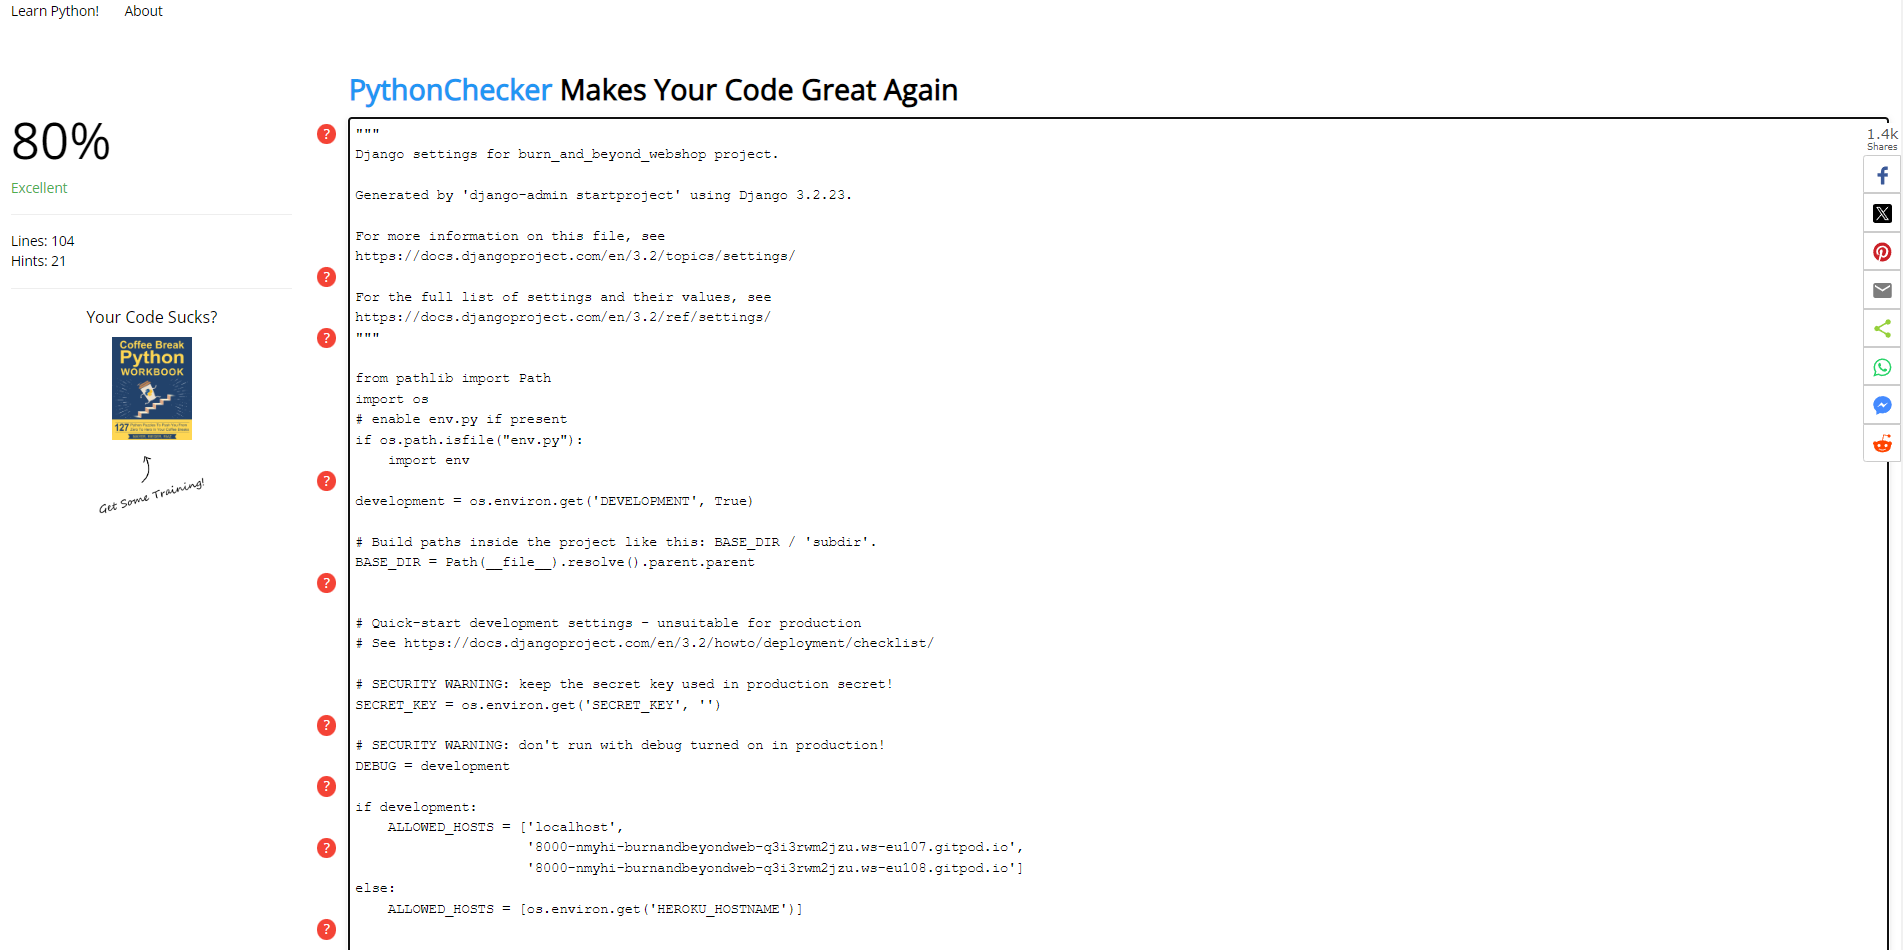 Learn Python! About
PythonChecker Makes Your Code Great Again
80%
Excellent
Lines: 104
Hints: 21
Your Code Sucks?
Coffee Break
Python
WORKBOOK
127
Get Some Training!
?
?
?
?
?
?
?
?
?
"""
Django settings for burn_and_beyond_webshop project.
Generated by 'django-admin startproject' using Django 3.2.23.
For more information on this file, see
https://docs.djangoproject.com/en/3.2/topics/settings/
For the full list of settings and their values, see
https://docs.djangoproject.com/en/3.2/ref/settings/
"""
from pathlib import Path
import os
# enable env.py if present
if os.path.isfile("env.py"):
    import env
development = os.environ.get('DEVELOPMENT', True)
# Build paths inside the project like this: BASE_DIR / 'subdir'.
BASE_DIR = Path(__file__).resolve().parent.parent
# Quick-start development settings - unsuitable for production
# See https://docs.djangoproject.com/en/3.2/howto/deployment/checklist/
# SECURITY WARNING: keep the secret key used in production secret!
SECRET_KEY = os.environ.get('SECRET_KEY', '')
# SECURITY WARNING: don't run with debug turned on in production!
DEBUG = development
if development:
    ALLOWED_HOSTS = ['localhost',
                     '8000-nmyhi-burnandbeyondweb-q3i3rwm2jzu.ws-eu107.gitpod.io',
                     '8000-nmyhi-burnandbeyondweb-q3i3rwm2jzu.ws-eu108.gitpod.io']
else:
    ALLOWED_HOSTS = [os.environ.get('HEROKU_HOSTNAME')]
1.4k
Shares